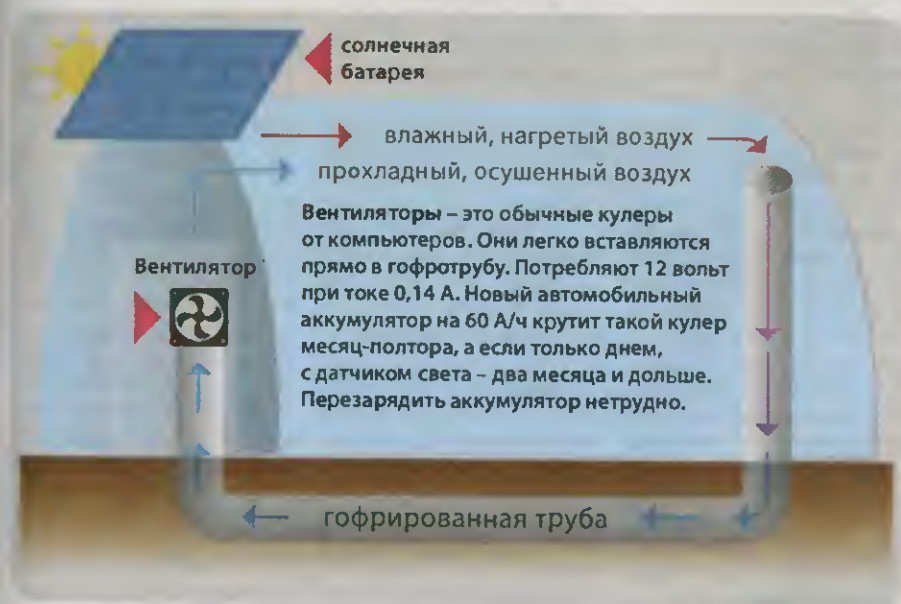 солнечная
батарея
влажный, нагретый воздух
прохладный, осушенный воздух
Вентиляторы – это обычные кулеры
от компьютеров. Они легко вставляются
прямо в гофротрубу. Потребляют 12 вольт
при токе 0,14 А. Новый автомобильный
аккумулятор на 60 А/ч крутит такой кулер
месяц-полтора, а если только днем,
с датчиком света – два месяца и дольше.
Перезарядить аккумулятор нетрудно.
Вентилятор
гофрированная труба